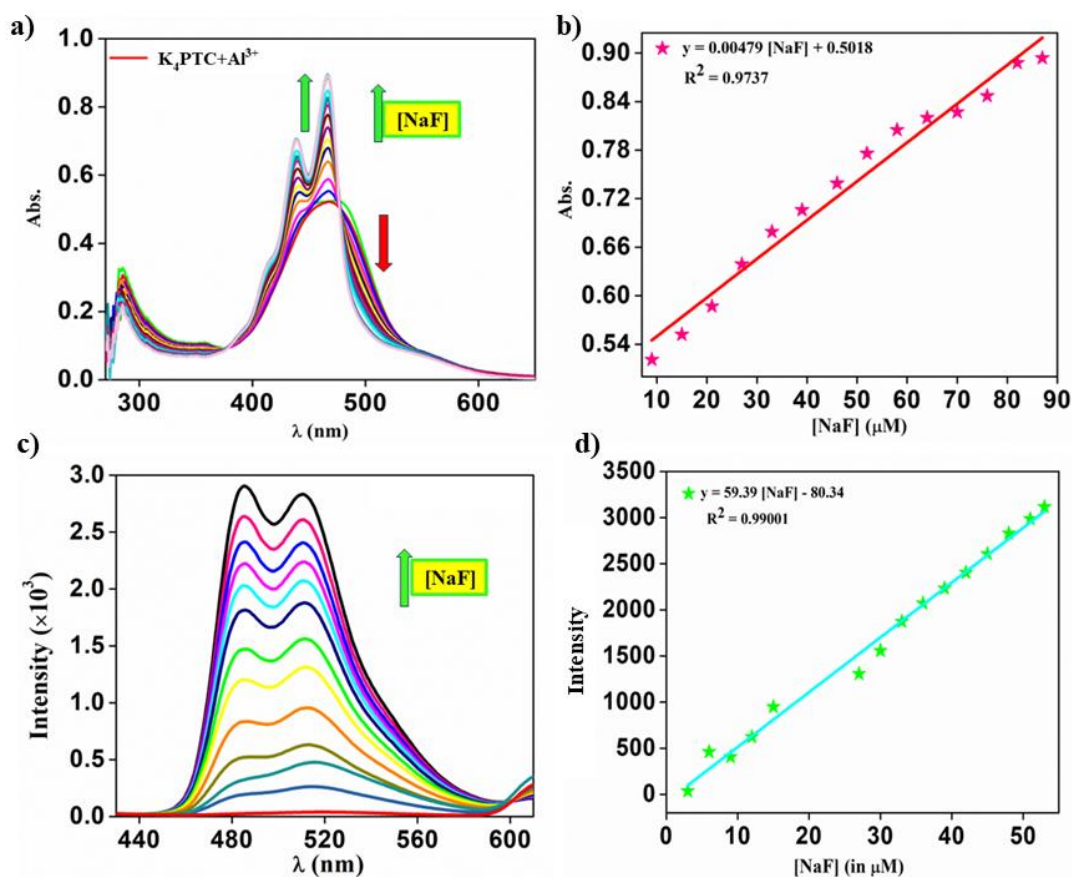 a)
K₄PTC+Al³⁺
[NaF]
Abs.
1.0
0.8
0.6
0.4
0.2
0.0
300
400
500
600
λ (nm)
b)
y = 0.00479 [NaF] + 0.5018
R² = 0.9737
Abs.
0.90
0.84
0.78
0.72
0.66
0.60
0.54
10
20
30
40
50
60
70
80
90
[NaF] (μM)
c)
[NaF]
Intensity (×10³)
3.0
2.5
2.0
1.5
1.0
0.5
0.0
440
480
520
560
600
λ (nm)
d)
y = 59.39 [NaF] - 80.34
R² = 0.99001
Intensity
3500
3000
2500
2000
1500
1000
500
0
0
10
20
30
40
50
[NaF] (in μM)